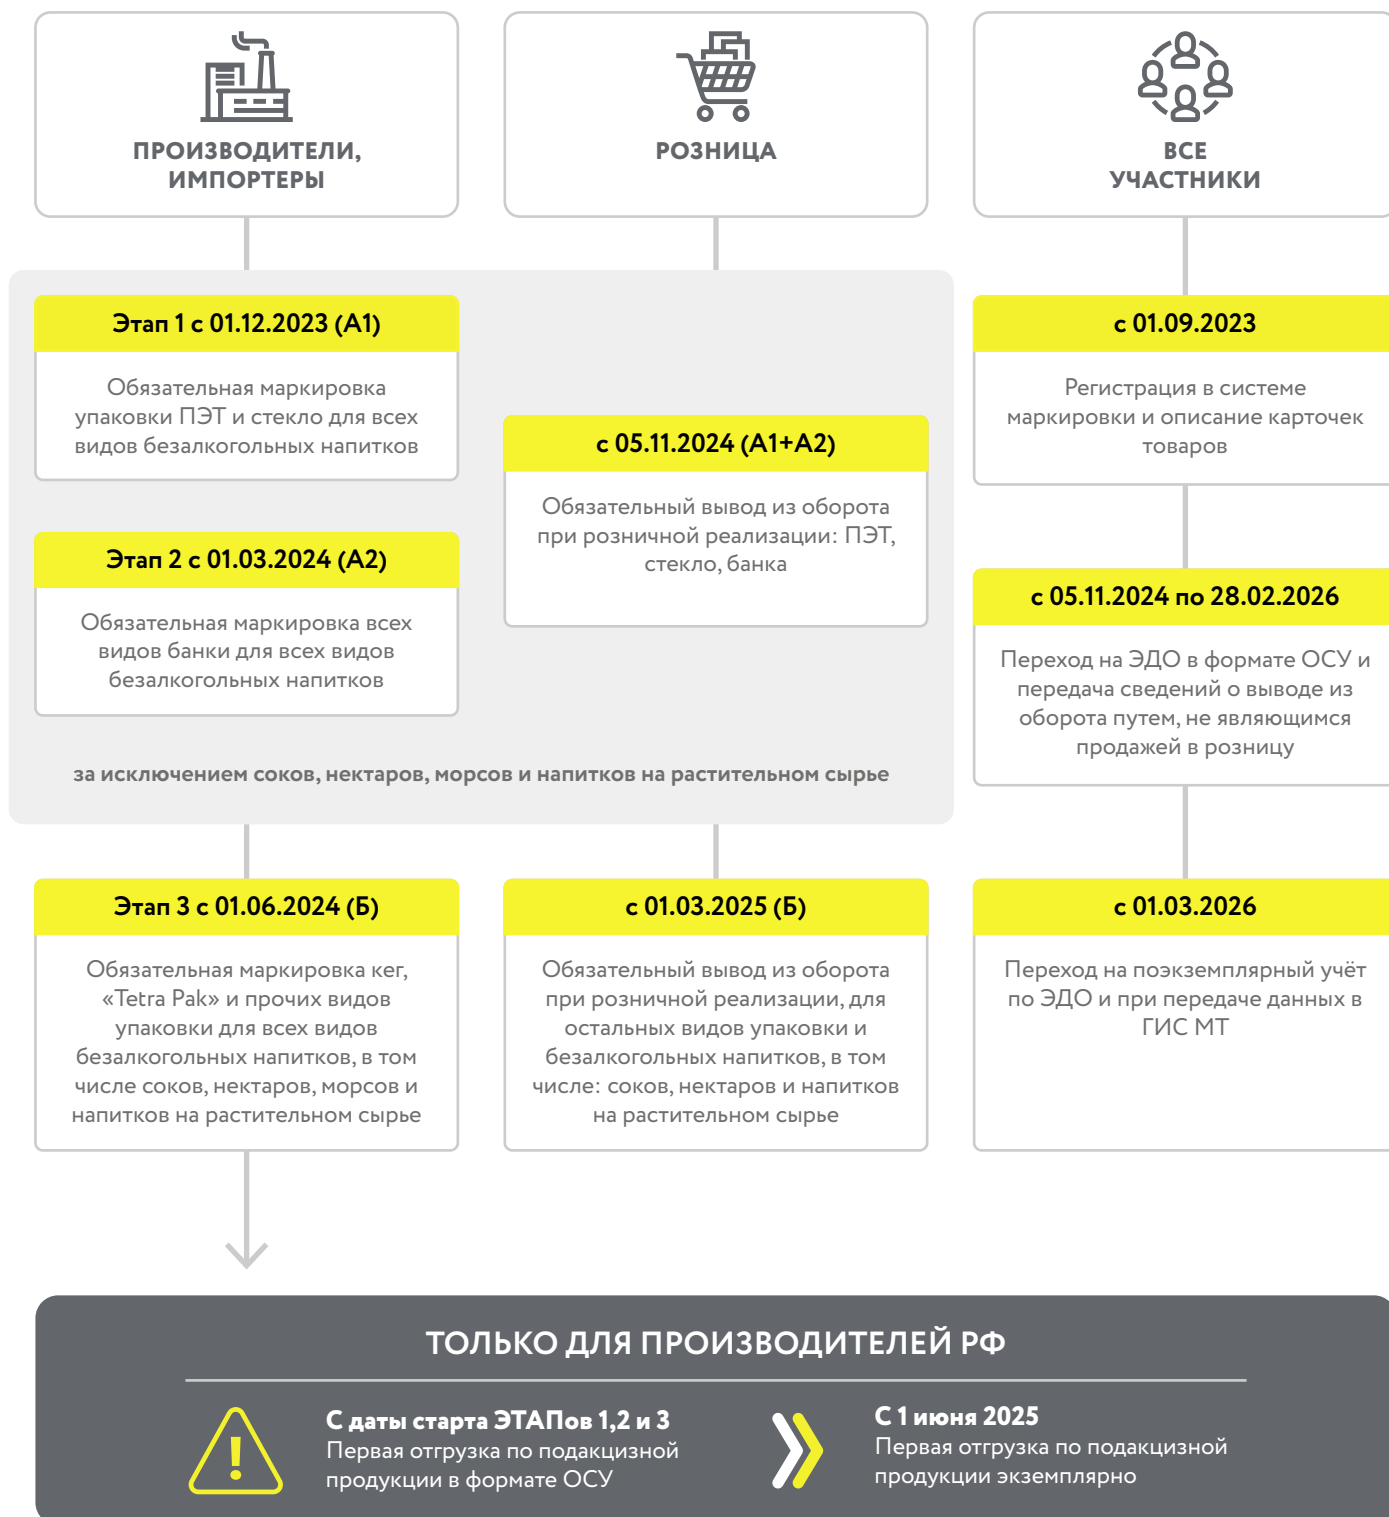 ПРОИЗВОДИТЕЛИ,
ИМПОРТЕРЫ
РОЗНИЦА
ВСЕ
УЧАСТНИКИ
Этап 1 с 01.12.2023 (А1)
Обязательная маркировка
упаковки ПЭТ и стекло для всех
видов безалкогольных напитков
Этап 2 с 01.03.2024 (А2)
Обязательная маркировка всех
видов банки для всех видов
безалкогольных напитков
с 05.11.2024 (А1+А2)
Обязательный вывод из оборота
при розничной реализации: ПЭТ,
стекло, банка
за исключением соков, нектаров, морсов и напитков на растительном сырье
с 01.09.2023
Регистрация в системе
маркировки и описание карточек
товаров
с 05.11.2024 по 28.02.2026
Переход на ЭДО в формате ОСУ и
передача сведений о выводе из
оборота путем, не являющимся
продажей в розницу
Этап 3 с 01.06.2024 (Б)
Обязательная маркировка кег,
«Tetra Pak» и прочих видов
упаковки для всех видов
безалкогольных напитков, в том
числе соков, нектаров, морсов и
напитков на растительном сырье
с 01.03.2025 (Б)
Обязательный вывод из оборота
при розничной реализации, для
остальных видов упаковки и
безалкогольных напитков, в том
числе: соков, нектаров и напитков
на растительном сырье
с 01.03.2026
Переход на поэкземплярный учёт
по ЭДО и при передаче данных в
ГИС МТ
ТОЛЬКО ДЛЯ ПРОИЗВОДИТЕЛЕЙ РФ
С даты старта ЭТАПов 1,2 и 3
Первая отгрузка по подакцизной
продукции в формате ОСУ
С 1 июня 2025
Первая отгрузка по подакцизной
продукции экземплярно